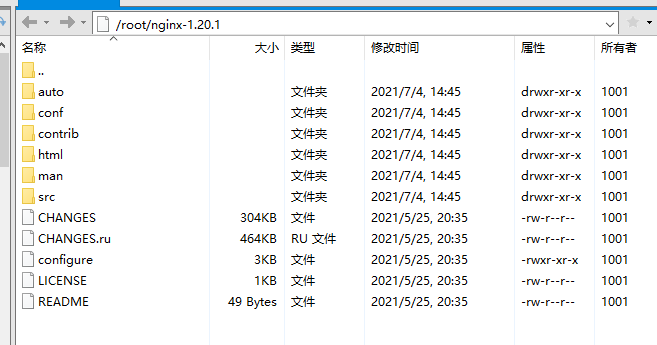 /root/nginx-1.20.1
名称 大小 类型 修改时间 属性 所有者
..
auto 文件夹 2021/7/4, 14:45 drwxr-xr-x 1001
conf 文件夹 2021/7/4, 14:45 drwxr-xr-x 1001
contrib 文件夹 2021/7/4, 14:45 drwxr-xr-x 1001
html 文件夹 2021/7/4, 14:45 drwxr-xr-x 1001
man 文件夹 2021/7/4, 14:45 drwxr-xr-x 1001
src 文件夹 2021/7/4, 14:45 drwxr-xr-x 1001
CHANGES 304KB 文件 2021/5/25, 20:35 -rw-r--r-- 1001
CHANGES.ru 464KB RU 文件 2021/5/25, 20:35 -rw-r--r-- 1001
configure 3KB 文件 2021/5/25, 20:35 -rwxr-xr-x 1001
LICENSE 1KB 文件 2021/5/25, 20:35 -rw-r--r-- 1001
README 49 Bytes 文件 2021/5/25, 20:35 -rw-r--r-- 1001